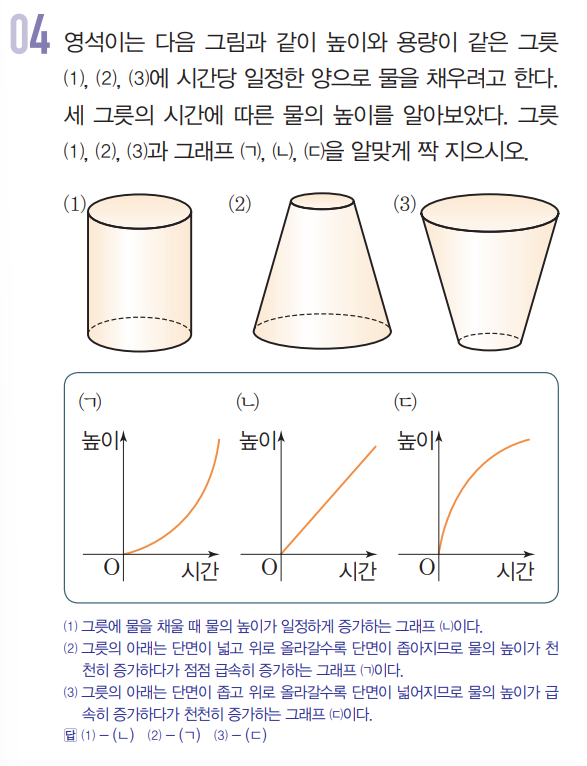 04
영석이는 다음 그림과 같이 높이와 용량이 같은 그릇
(1), (2), (3)에 시간당 일정한 양으로 물을 채우려고 한다.
세 그릇의 시간에 따른 물의 높이를 알아보았다. 그릇
(1), (2), (3)과 그래프 (ㄱ), (ㄴ), (ㄷ)을 알맞게 짝 지으시오.
(1) (2) (3)
(ㄱ) (ㄴ) (ㄷ)
높이 높이 높이
O 시간 O 시간 O 시간
(1) 그릇에 물을 채울 때 물의 높이가 일정하게 증가하는 그래프 (ㄴ)이다.
(2) 그릇의 아래는 단면이 넓고 위로 올라갈수록 단면이 좁아지므로 물의 높이가 천
천히 증가하다가 점점 급속히 증가하는 그래프 (ㄱ)이다.
(3) 그릇의 아래는 단면이 좁고 위로 올라갈수록 단면이 넓어지므로 물의 높이가 급
속히 증가하다가 천천히 증가하는 그래프 (ㄷ)이다.
답 (1) – (ㄴ) (2) – (ㄱ) (3) – (ㄷ)